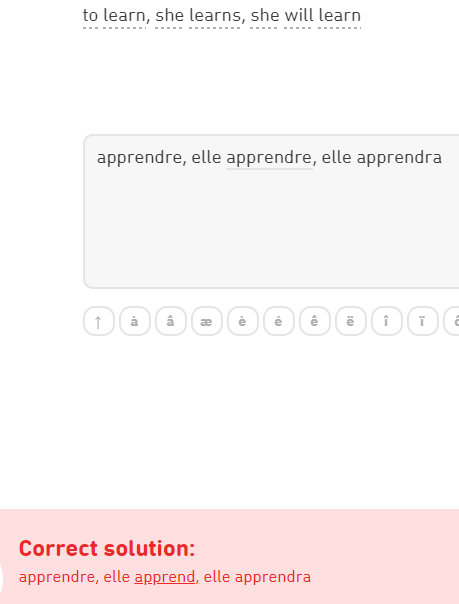 to learn, she learns, she will learn
apprendre, elle apprendre, elle apprendra
↑ à â æ è é ê ë î ï
Correct solution:
apprendre, elle apprend, elle apprendra